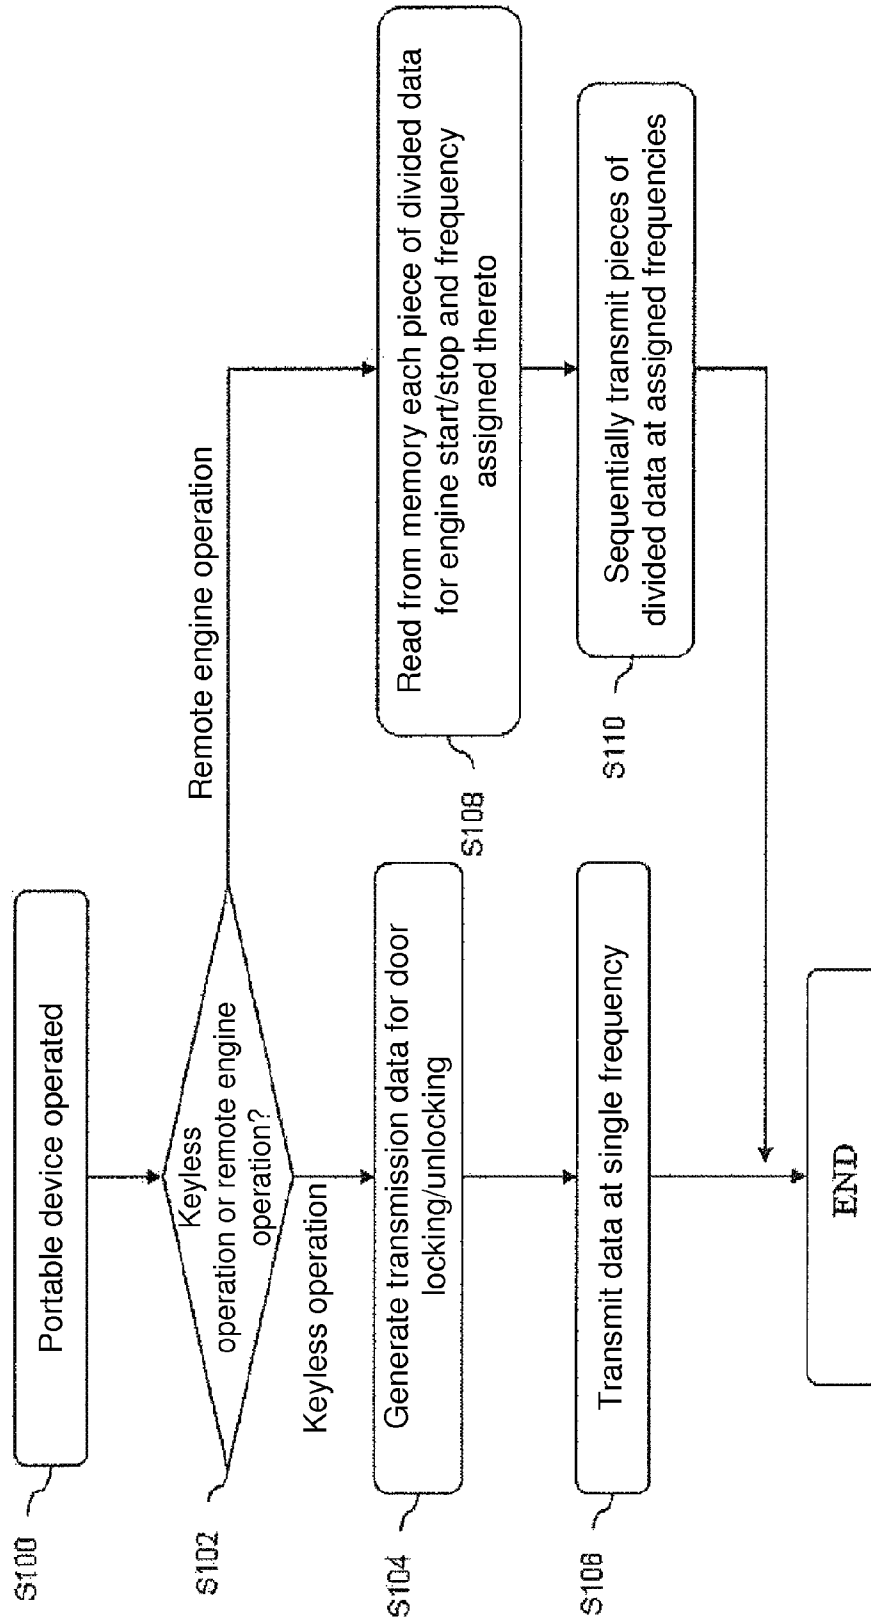 S100
Portable device operated
S102
Keyless
operation or remote engine
operation?
Remote engine operation
Keyless operation
S104
Generate transmission data for door
locking/unlocking
S106
Transmit data at single frequency
S108
Read from memory each piece of divided data
for engine start/stop and frequency
assigned thereto
S110
Sequentially transmit pieces of
divided data at assigned frequencies
END